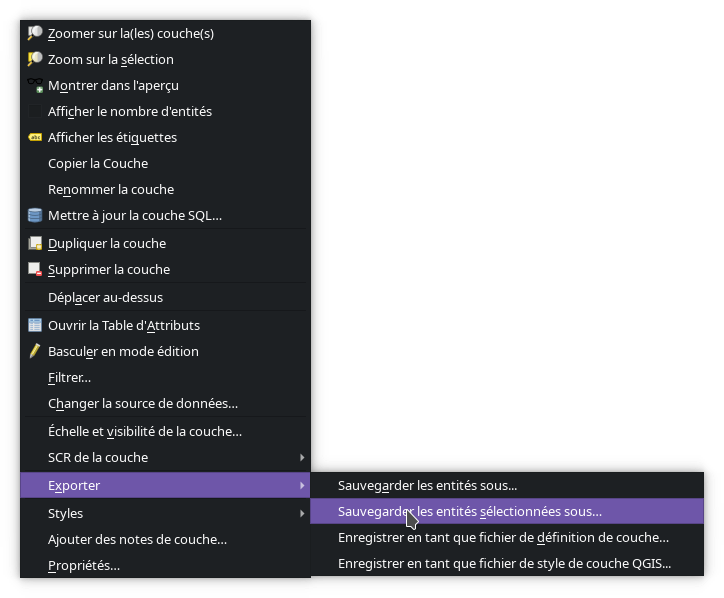 Zoomer sur la(les) couche(s)
Zoom sur la sélection
Montrer dans l'aperçu
Afficher le nombre d'entités
abc Afficher les étiquettes
Copier la Couche
Renommer la couche
Mettre à jour la couche SQL...
Dupliquer la couche
Supprimer la couche
Déplacer au-dessus
Ouvrir la Table d'Attributs
Basculer en mode édition
Filtrer...
Changer la source de données...
Échelle et visibilité de la couche...
SCR de la couche
Exporter
Styles
Ajouter des notes de couche...
Propriétés...
Sauvegarder les entités sous...
Sauvegarder les entités sélectionnées sous...
Enregistrer en tant que fichier de définition de couche...
Enregistrer en tant que fichier de style de couche QGIS...